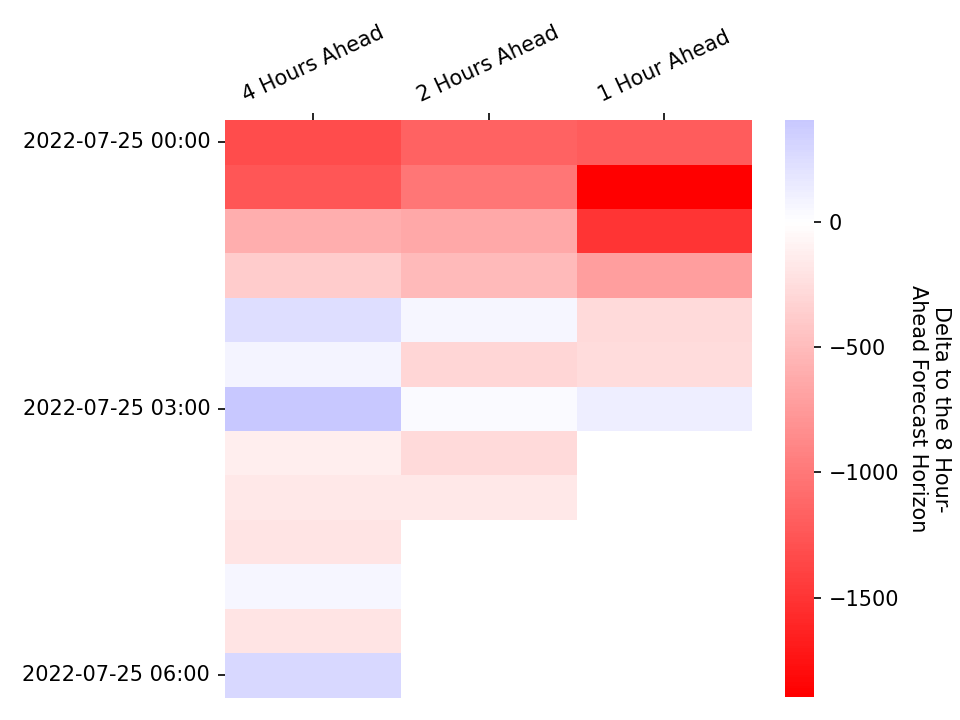 4 Hours Ahead
2 Hours Ahead
1 Hour Ahead
2022-07-25 00:00
2022-07-25 03:00
2022-07-25 06:00
0
−500
−1000
−1500
Delta to the 8 Hour-
Ahead Forecast Horizon